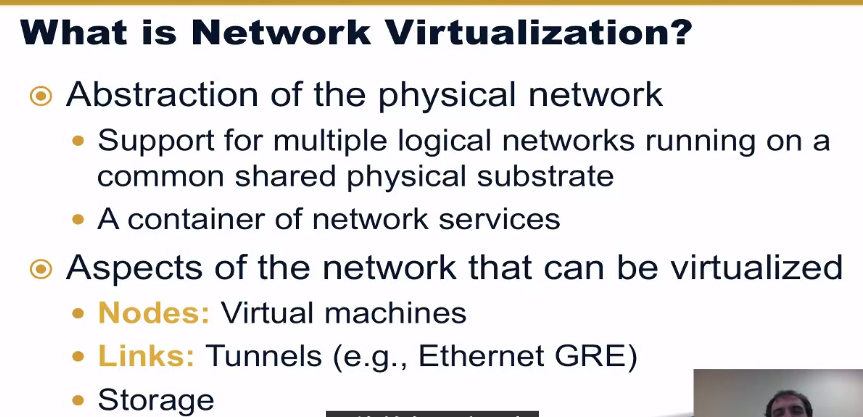 What is Network Virtualization?
Abstraction of the physical network
Support for multiple logical networks running on a
common shared physical substrate
A container of network services
Aspects of the network that can be virtualized
Nodes: Virtual machines
Links: Tunnels (e.g., Ethernet GRE)
Storage